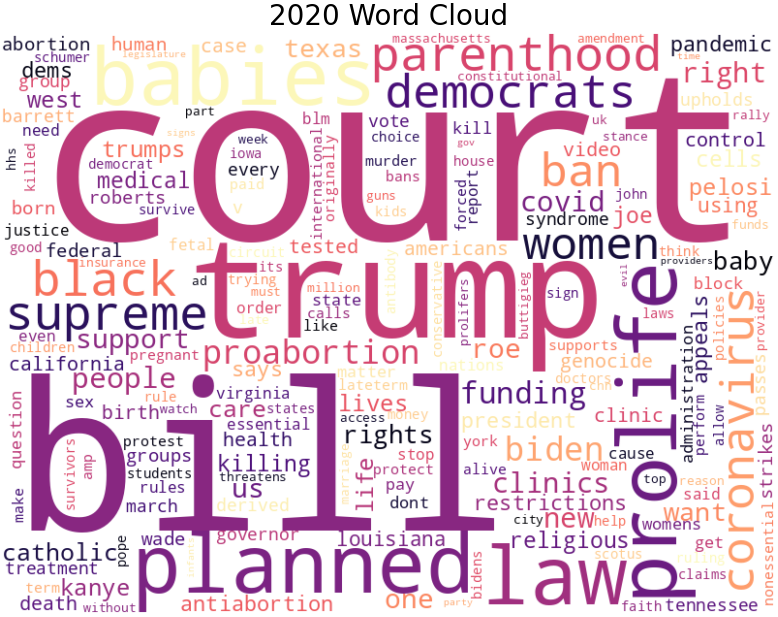 2020 Word Cloud
abortion human case texas massachusetts amendment pandemic
schumer legislature parenthood time
dems babies constitutional right
group democrats upholds
west part kill uk rally
barrett court blm vote stance control
need signs choice gov
trumps week video cells
hhs killed democrat iowa murder house ban pelosi
medical every international originally bans forced report covid john using
roberts paid guns syndrome joe funds
born survive v kids women
justice fetal tested americans think providers
good federal circuit antibody evil baby
insurance its conservative
black trump ad trying million prolifers buttigieg sign block
must state prolife laws
supreme order calls coronavirus
late like
even support proabortion roe supports administration appeals policies provider
children nations genocide
california pregnant says matter doctors passes
people lateterm cnn
sex rule virginia funding perform allow
birth watch care states lives money president clinic
question bill essential access york
survivors amp protest health rights biden cause woman strikes
groups stop
students killing threatens marriage life protect alive clinics top reason
make rules us pay said
march derived dont restrictions want
city new help womens nonessential
catholic pope wade governor louisiana religious get
treatment infants planned law scotus ruling
term kanye bidens claims
death without antiabortion one party faith tennessee